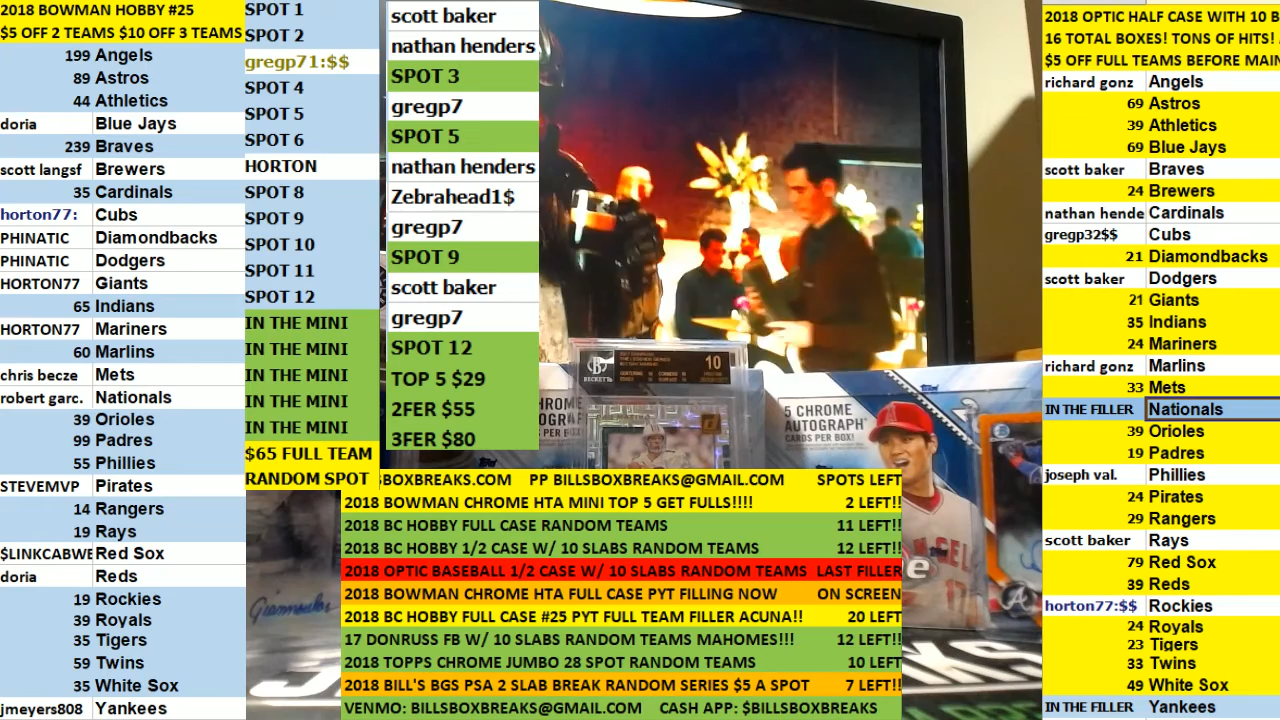 2018 BOWMAN HOBBY #25
$5 OFF 2 TEAMS $10 OFF 3 TEAMS
199 Angels
89 Astros
44 Athletics
doria Blue Jays
239 Braves
scott langsf Brewers
35 Cardinals
horton77: Cubs
PHINATIC Diamondbacks
PHINATIC Dodgers
HORTON77 Giants
65 Indians
HORTON77 Mariners
60 Marlins
chris becze Mets
robert garc. Nationals
39 Orioles
99 Padres
55 Phillies
STEVEMVP Pirates
14 Rangers
19 Rays
$LINKCABWE Red Sox
doria Reds
19 Rockies
39 Royals
35 Tigers
59 Twins
35 White Sox
jmeyers808 Yankees
SPOT 1
SPOT 2
gregp71:$$
SPOT 4
SPOT 5
SPOT 6
HORTON
SPOT 8
SPOT 9
SPOT 10
SPOT 11
SPOT 12
IN THE MINI
IN THE MINI
IN THE MINI
IN THE MINI
IN THE MINI
$65 FULL TEAM
RANDOM SPOT
scott baker
nathan henders
SPOT 3
gregp7
SPOT 5
nathan henders
Zebrahead1$
gregp7
SPOT 9
scott baker
gregp7
SPOT 12
TOP 5 $29
2FER $55
3FER $80
BECKETT
10
5 CHROME
AUTOGRAPH
CARDS PER BOX!
topps
$BOXBREAKS.COM PP BILLSBOXBREAKS@GMAIL.COM SPOTS LEFT
2018 BOWMAN CHROME HTA MINI TOP 5 GET FULLS!!!! 2 LEFT!!
2018 BC HOBBY FULL CASE RANDOM TEAMS 11 LEFT!!
2018 BC HOBBY 1/2 CASE W/ 10 SLABS RANDOM TEAMS 12 LEFT!!
2018 OPTIC BASEBALL 1/2 CASE W/ 10 SLABS RANDOM TEAMS LAST FILLER
2018 BOWMAN CHROME HTA FULL CASE PYT FILLING NOW ON SCREEN
2018 BC HOBBY FULL CASE #25 PYT FULL TEAM FILLER ACUNA!! 20 LEFT!!
17 DONRUSS FB W/ 10 SLABS RANDOM TEAMS MAHOMES!!! 12 LEFT!!
2018 TOPPS CHROME JUMBO 28 SPOT RANDOM TEAMS 10 LEFT
2018 BILL'S BGS PSA 2 SLAB BREAK RANDOM SERIES $5 A SPOT 7 LEFT!!
VENMO: BILLSBOXBREAKS@GMAIL.COM CASH APP: $BILLSBOXBREAKS
2018 OPTIC HALF CASE WITH 10 B
16 TOTAL BOXES! TONS OF HITS!
$5 OFF FULL TEAMS BEFORE MAIN
richard gonz Angels
69 Astros
39 Athletics
69 Blue Jays
scott baker Braves
24 Brewers
nathan hende Cardinals
gregp32$$ Cubs
21 Diamondbacks
scott baker Dodgers
21 Giants
35 Indians
24 Mariners
richard gonz Marlins
33 Mets
IN THE FILLER Nationals
39 Orioles
19 Padres
joseph val. Phillies
24 Pirates
29 Rangers
scott baker Rays
79 Red Sox
39 Reds
horton77:$$ Rockies
24 Royals
23 Tigers
33 Twins
49 White Sox
IN THE FILLER Yankees